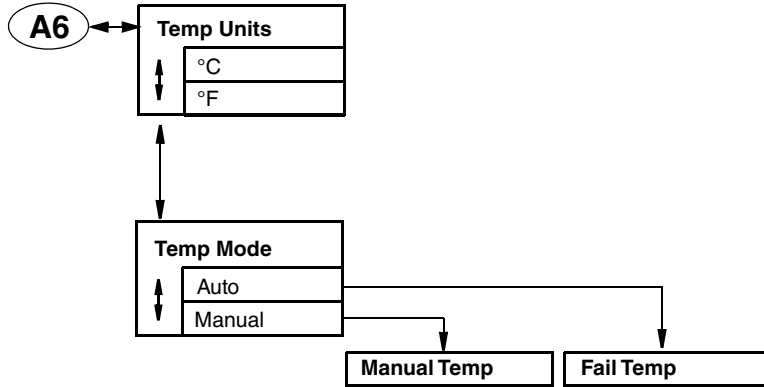 A6
Temp Units
°C
°F
Temp Mode
Auto
Manual
Manual Temp
Fail Temp